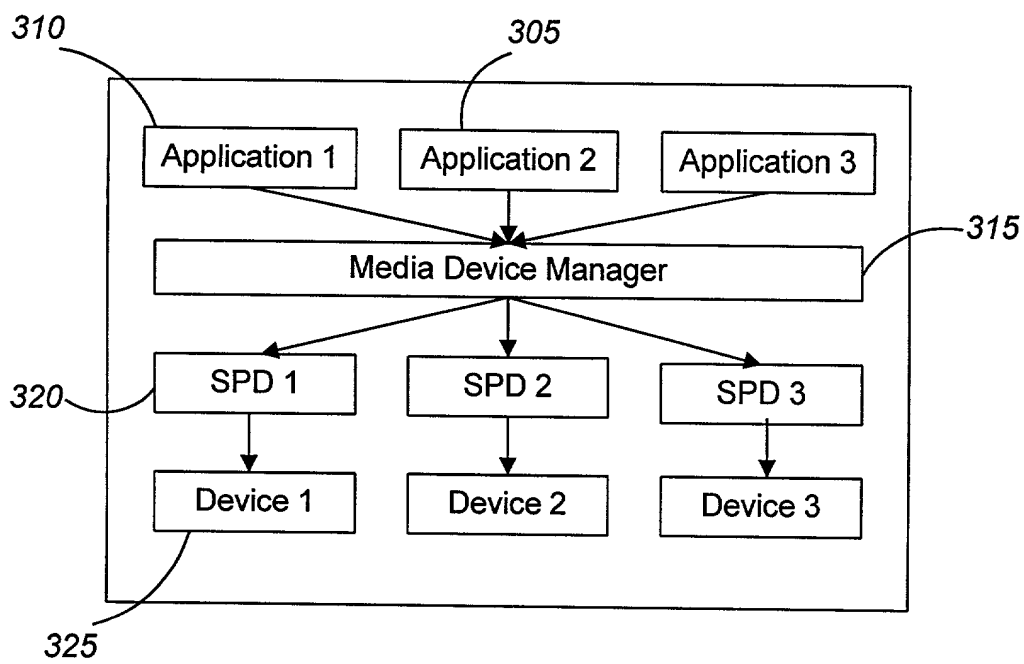 310
305
Application 1
Application 2
Application 3
315
Media Device Manager
320
SPD 1
SPD 2
SPD 3
Device 1
Device 2
Device 3
325